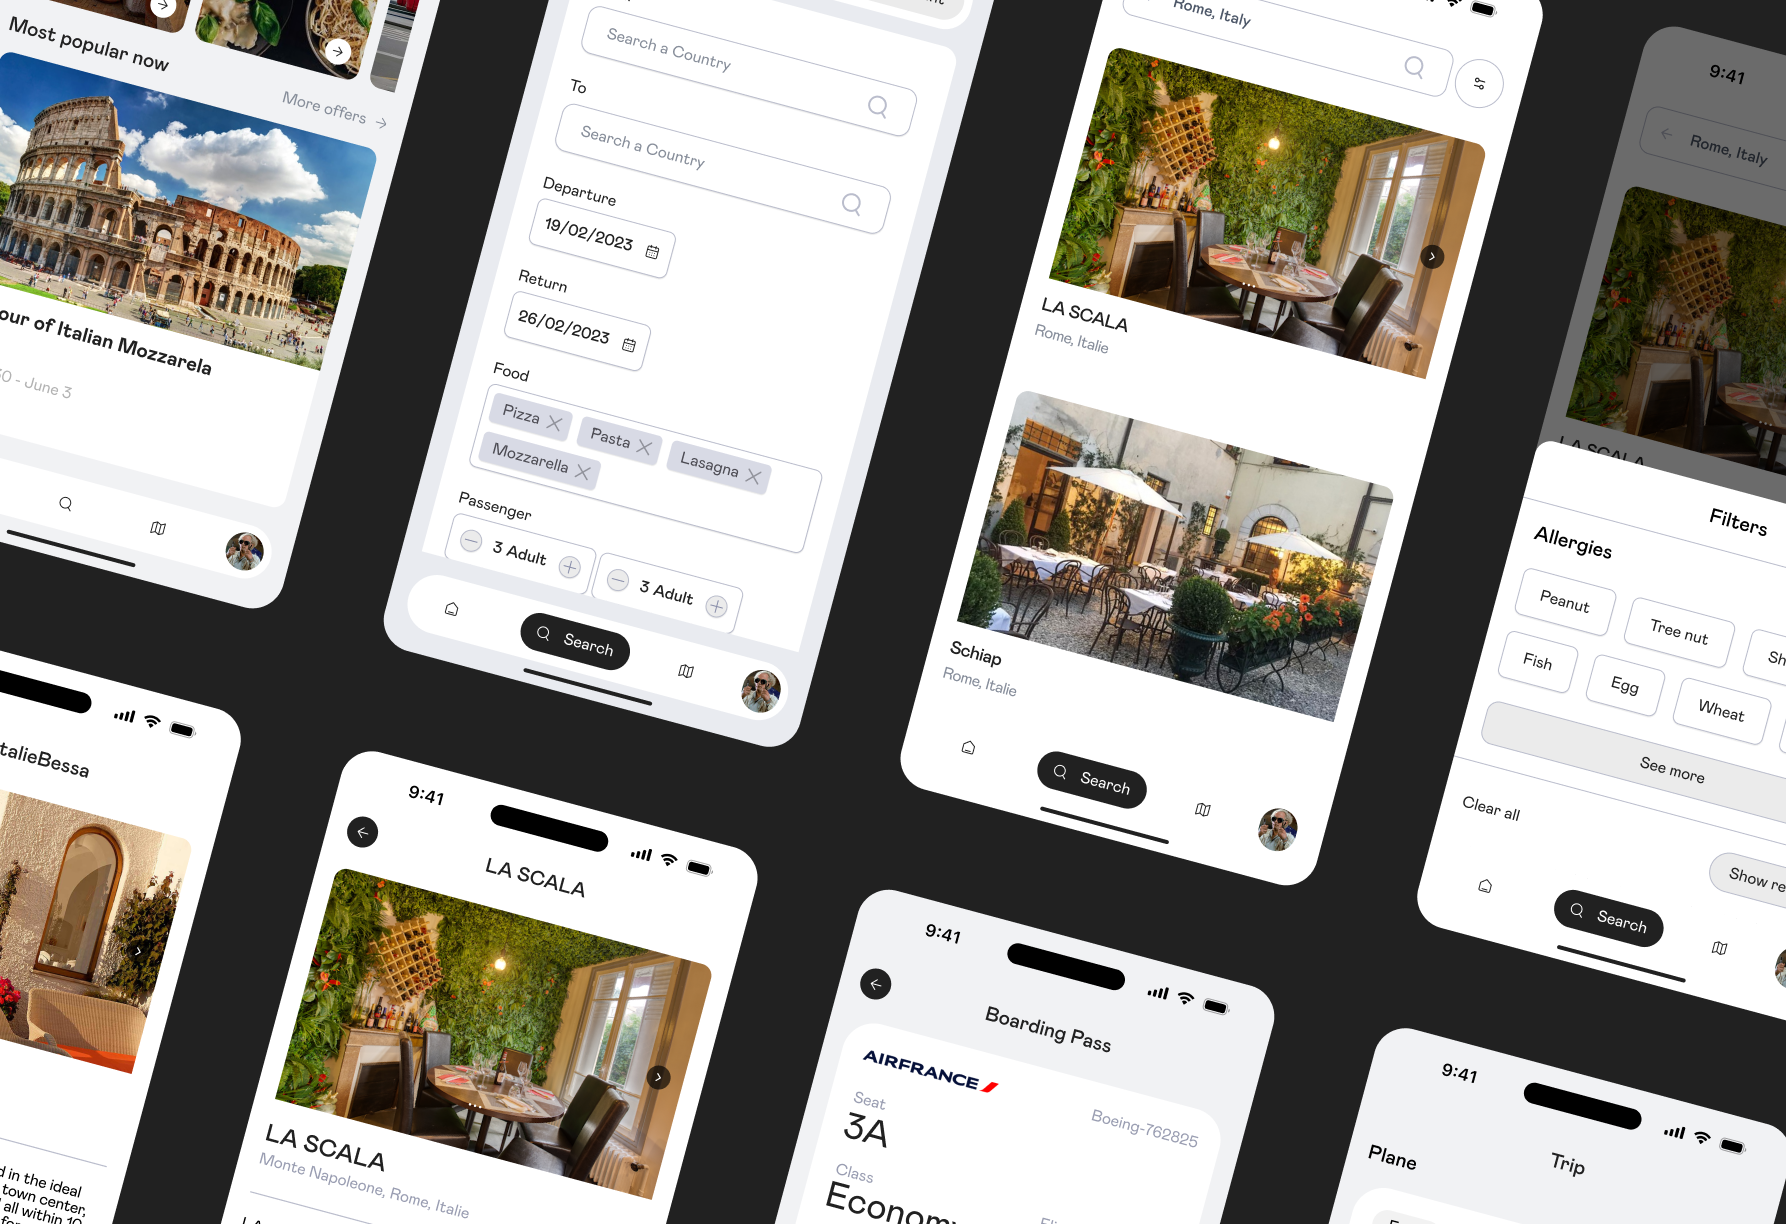 Most popular now
More offers
our of Italian Mozzarela
30 - June 3
Search a Country
To
Search a Country
Departure
19/02/2023
Return
26/02/2023
Food
Pizza
Pasta
Lasagna
Mozzarella
Passenger
3 Adult
3 Adult
Search
Rome, Italy
LA SCALA
Rome, Italie
Schiap
Rome, Italie
Search
9:41
Rome, Italy
LA SCALA
Filters
Allergies
Peanut
Tree nut
Sh
Fish
Egg
Wheat
See more
Clear all
Show re
Search
talieBessa
d in the ideal
town center,
all within 10
9:41
LA SCALA
LA SCALA
Monte Napoleone, Rome, Italie
9:41
Boarding Pass
AIRFRANCE
Boeing-762825
Seat
3A
Class
Economy
9:41
Trip
Plane